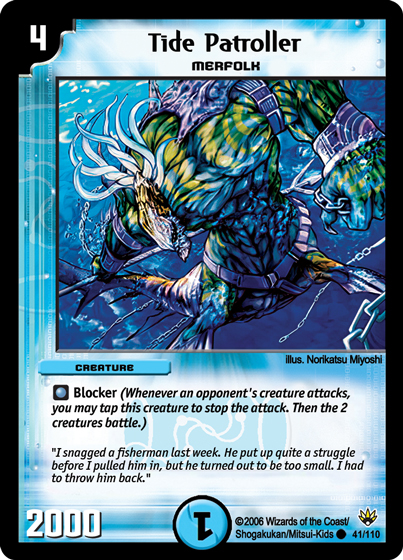 4
Tide Patroller
MERFOLK
illus. Norikatsu Miyoshi
CREATURE
Blocker (Whenever an opponent's creature attacks,
you may tap this creature to stop the attack. Then the 2
creatures battle.)
"I snagged a fisherman last week. He put up quite a struggle
before I pulled him in, but he turned out to be too small. I had
to throw him back."
2000
1
©2006 Wizards of the Coast/
Shogakukan/Mitsui-Kids 41/110